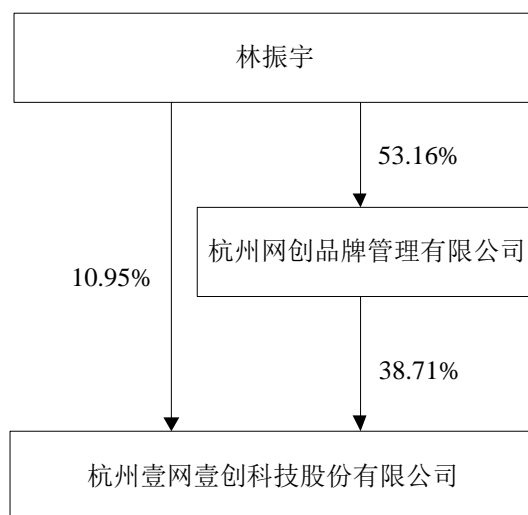 林振宇
53.16%
杭州网创品牌管理有限公司
10.95%
38.71%
杭州壹网壹创科技股份有限公司